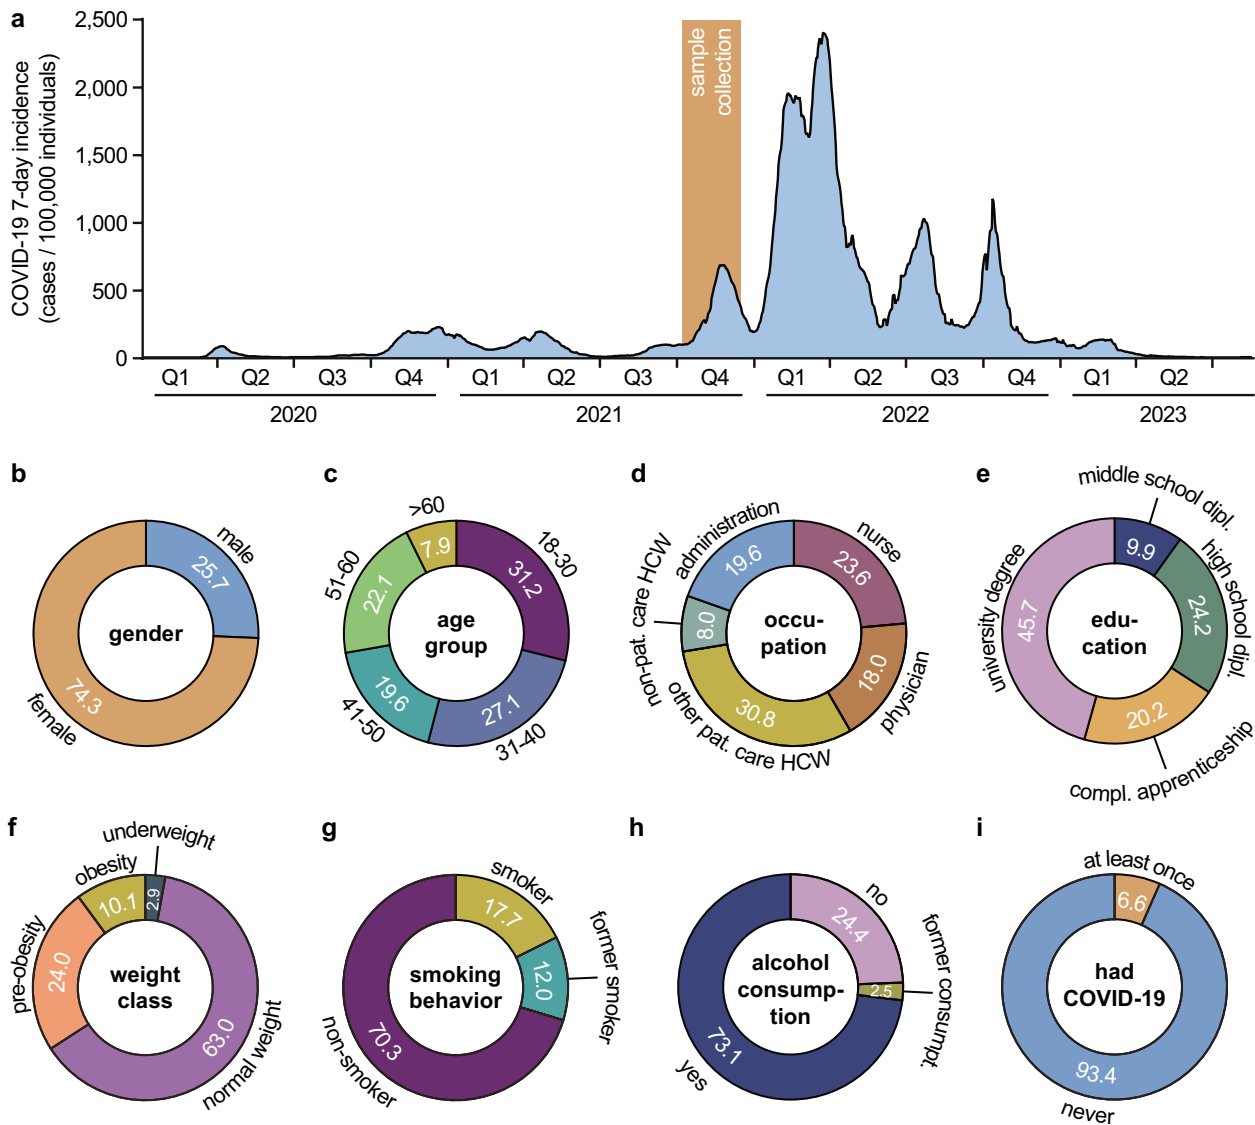 a
COVID-19 7-day incidence
(cases / 100,000 individuals)
2,500
2,000
1,500
1,000
500
0
sample
collection
Q1 Q2 Q3 Q4 Q1 Q2 Q3 Q4 Q1 Q2 Q3 Q4 Q1 Q2
2020 2021 2022 2023
b
gender
male
25.7
female
74.3
c
age
group
18-30
31.2
31-40
27.1
41-50
19.6
51-60
22.1
>60
7.9
d
occu-
pation
nurse
23.6
physician
18.0
other pat. care HCW
30.8
non-pat. care HCW
8.0
administration
19.6
e
edu-
cation
middle school dipl.
9.9
high school dipl.
24.2
compl. apprenticeship
20.2
university degree
45.7
f
weight
class
underweight
2.9
normal weight
63.0
pre-obesity
24.0
obesity
10.1
g
smoking
behavior
smoker
17.7
former smoker
12.0
non-smoker
70.3
h
alcohol
consump-
tion
no
24.4
former consumpt.
2.5
yes
73.1
i
had
COVID-19
at least once
6.6
never
93.4